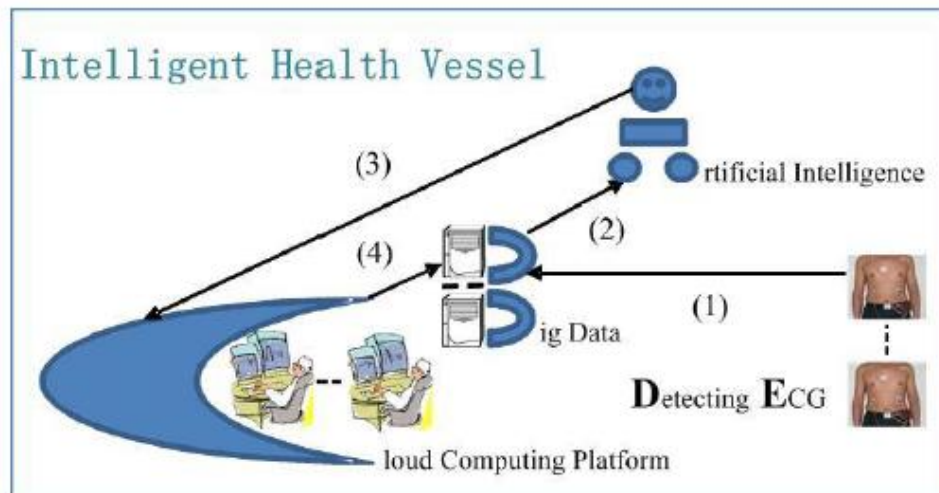 Intelligent Health Vessel
(3)
rtificial Intelligence
(2)
(4)
(1)
ig Data
Detecting ECG
loud Computing Platform